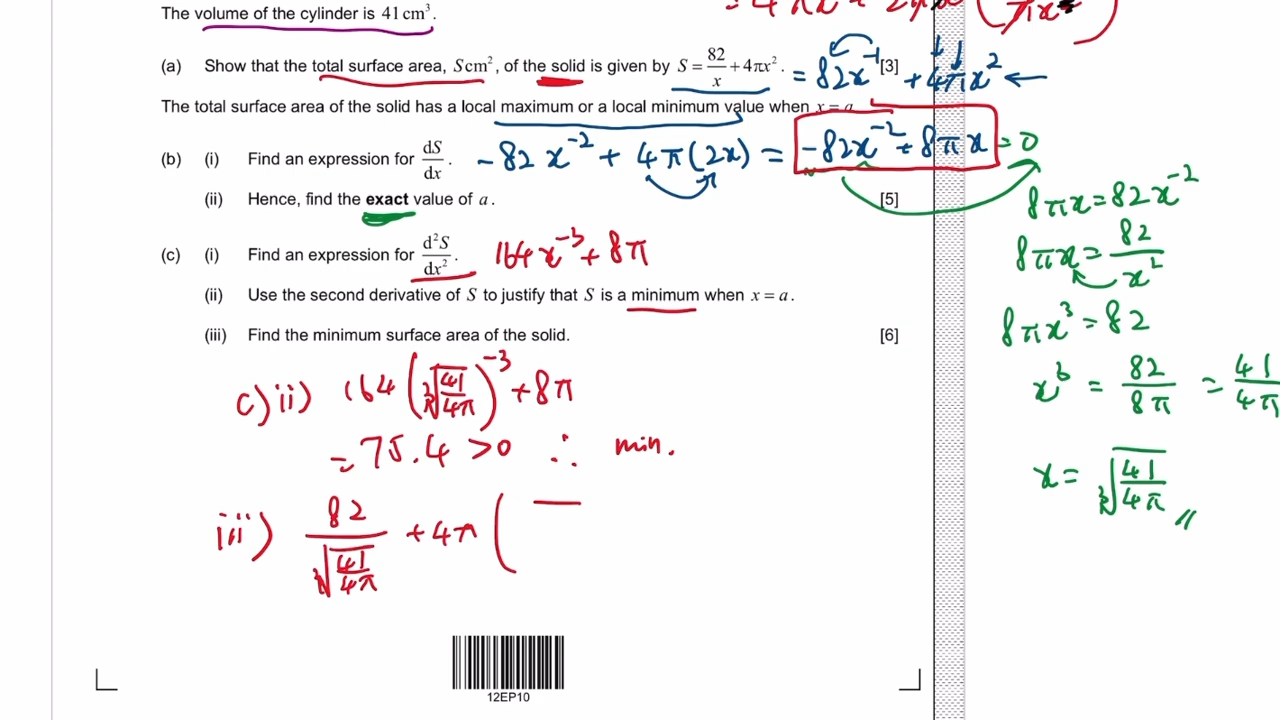 = 4πx² + 2πx ( / πx² )
The volume of the cylinder is 41 cm³.
(a) Show that the total surface area, S cm², of the solid is given by S = 82/x + 4πx². [3]
= 82x⁻¹ + 4πx² ←
The total surface area of the solid has a local maximum or a local minimum value when x = a.
(b) (i) Find an expression for dS/dx.
-82x⁻² + 4π(2x) = -82x⁻² + 8πx = 0
(ii) Hence, find the exact value of a. [5]
(c) (i) Find an expression for d²S/dx².
164x⁻³ + 8π
(ii) Use the second derivative of S to justify that S is a minimum when x = a.
(iii) Find the minimum surface area of the solid. [6]
c)ii) 164(∛(41/4π))⁻³ + 8π
= 75.4 > 0 ∴ min.
iii) 82/∛(41/4π) + 4π (
8πx = 82x⁻²
8πx = 82/x²
8πx³ = 82
x³ = 82/8π = 41/4π
x = ∛(41/4π) //
12EP10